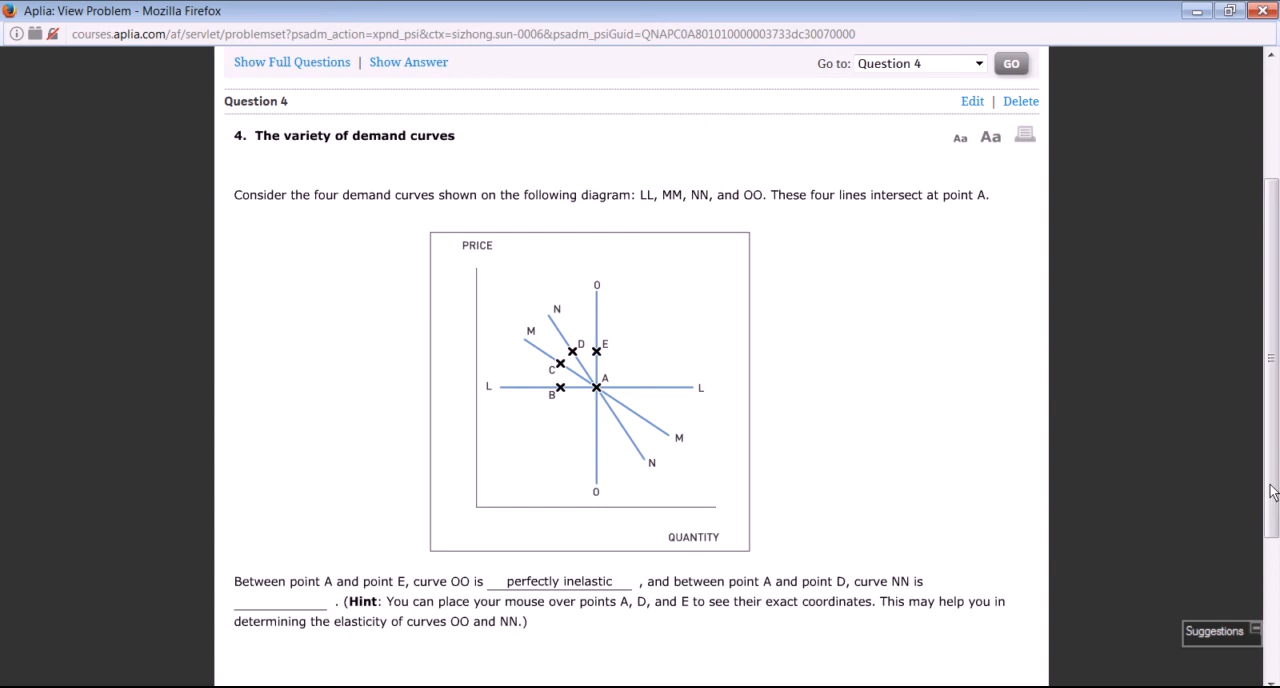 Aplia: View Problem - Mozilla Firefox
courses.aplia.com/af/servlet/problemset?psadm_action=xpnd_psi&ctx=sizhong.sun-0006&psadm_psiGuid=QNAPC0A801010000003733dc30070000
Show Full Questions | Show Answer
Go to: Question 4 GO
Question 4
Edit | Delete
4. The variety of demand curves
Aa Aa
Consider the four demand curves shown on the following diagram: LL, MM, NN, and OO. These four lines intersect at point A.
PRICE
O
N
M
D E
C
A
L
B
L
M
N
O
QUANTITY
Between point A and point E, curve OO is perfectly inelastic , and between point A and point D, curve NN is
. (Hint: You can place your mouse over points A, D, and E to see their exact coordinates. This may help you in
determining the elasticity of curves OO and NN.)
Suggestions